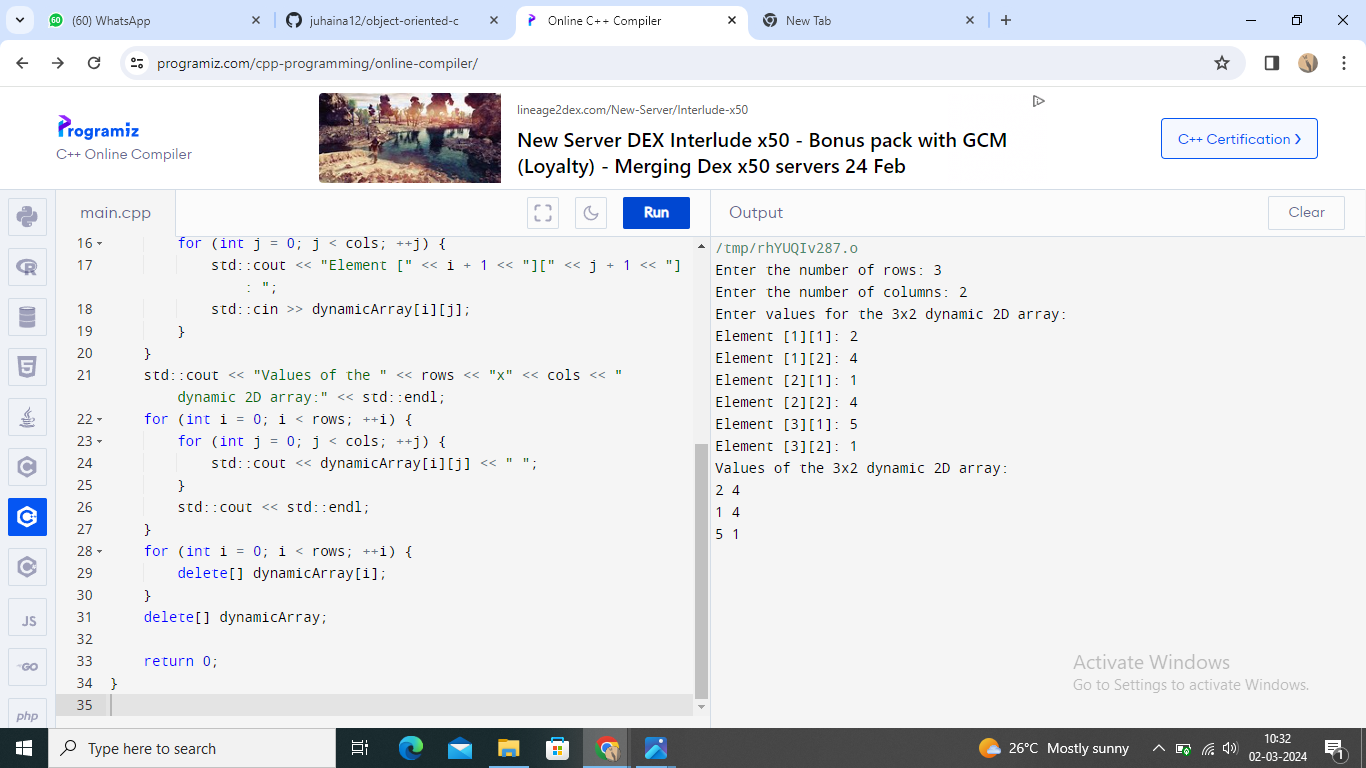 (60) WhatsApp
juhaina12/object-oriented-c
Online C++ Compiler
New Tab
programiz.com/cpp-programming/online-compiler/
Programiz
C++ Online Compiler
lineage2dex.com/New-Server/Interlude-x50
New Server DEX Interlude x50 - Bonus pack with GCM
(Loyalty) - Merging Dex x50 servers 24 Feb
C++ Certification >
main.cpp
Run
Output
Clear
16 for (int j = 0; j < cols; ++j) {
17 std::cout << "Element [" << i + 1 << "][" << j + 1 << "]
: ";
18 std::cin >> dynamicArray[i][j];
19 }
20 }
21 std::cout << "Values of the " << rows << "x" << cols << "
dynamic 2D array:" << std::endl;
22 for (int i = 0; i < rows; ++i) {
23 for (int j = 0; j < cols; ++j) {
24 std::cout << dynamicArray[i][j] << " ";
25 }
26 std::cout << std::endl;
27 }
28 for (int i = 0; i < rows; ++i) {
29 delete[] dynamicArray[i];
30 }
31 delete[] dynamicArray;
32
33 return 0;
34 }
35
/tmp/rhYUQIv287.o
Enter the number of rows: 3
Enter the number of columns: 2
Enter values for the 3x2 dynamic 2D array:
Element [1][1]: 2
Element [1][2]: 4
Element [2][1]: 1
Element [2][2]: 4
Element [3][1]: 5
Element [3][2]: 1
Values of the 3x2 dynamic 2D array:
2 4
1 4
5 1
JS
GO
php
Activate Windows
Go to Settings to activate Windows.
Type here to search
26°C Mostly sunny
10:32
02-03-2024
1